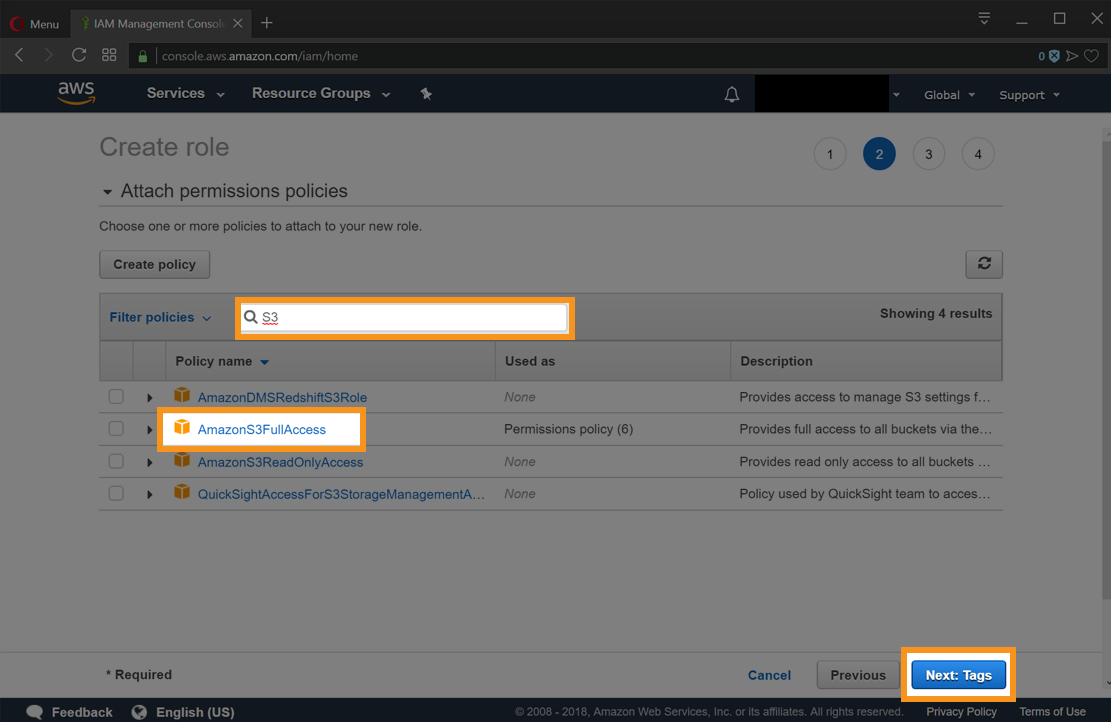 Menu
IAM Management Consol
console.aws.amazon.com/iam/home
0
aws
Services
Resource Groups
Global
Support
Create role
1
2
3
4
Attach permissions policies
Choose one or more policies to attach to your new role.
Create policy
Filter policies
S3
Showing 4 results
Policy name
Used as
Description
AmazonDMSRedshiftS3Role
None
Provides access to manage S3 settings f…
AmazonS3FullAccess
Permissions policy (6)
Provides full access to all buckets via the…
AmazonS3ReadOnlyAccess
None
Provides read only access to all buckets …
QuickSightAccessForS3StorageManagementA…
None
Policy used by QuickSight team to acces…
* Required
Cancel
Previous
Next: Tags
Feedback
English (US)
© 2008 - 2018, Amazon Web Services, Inc. or its affiliates. All rights reserved.
Privacy Policy
Terms of Use